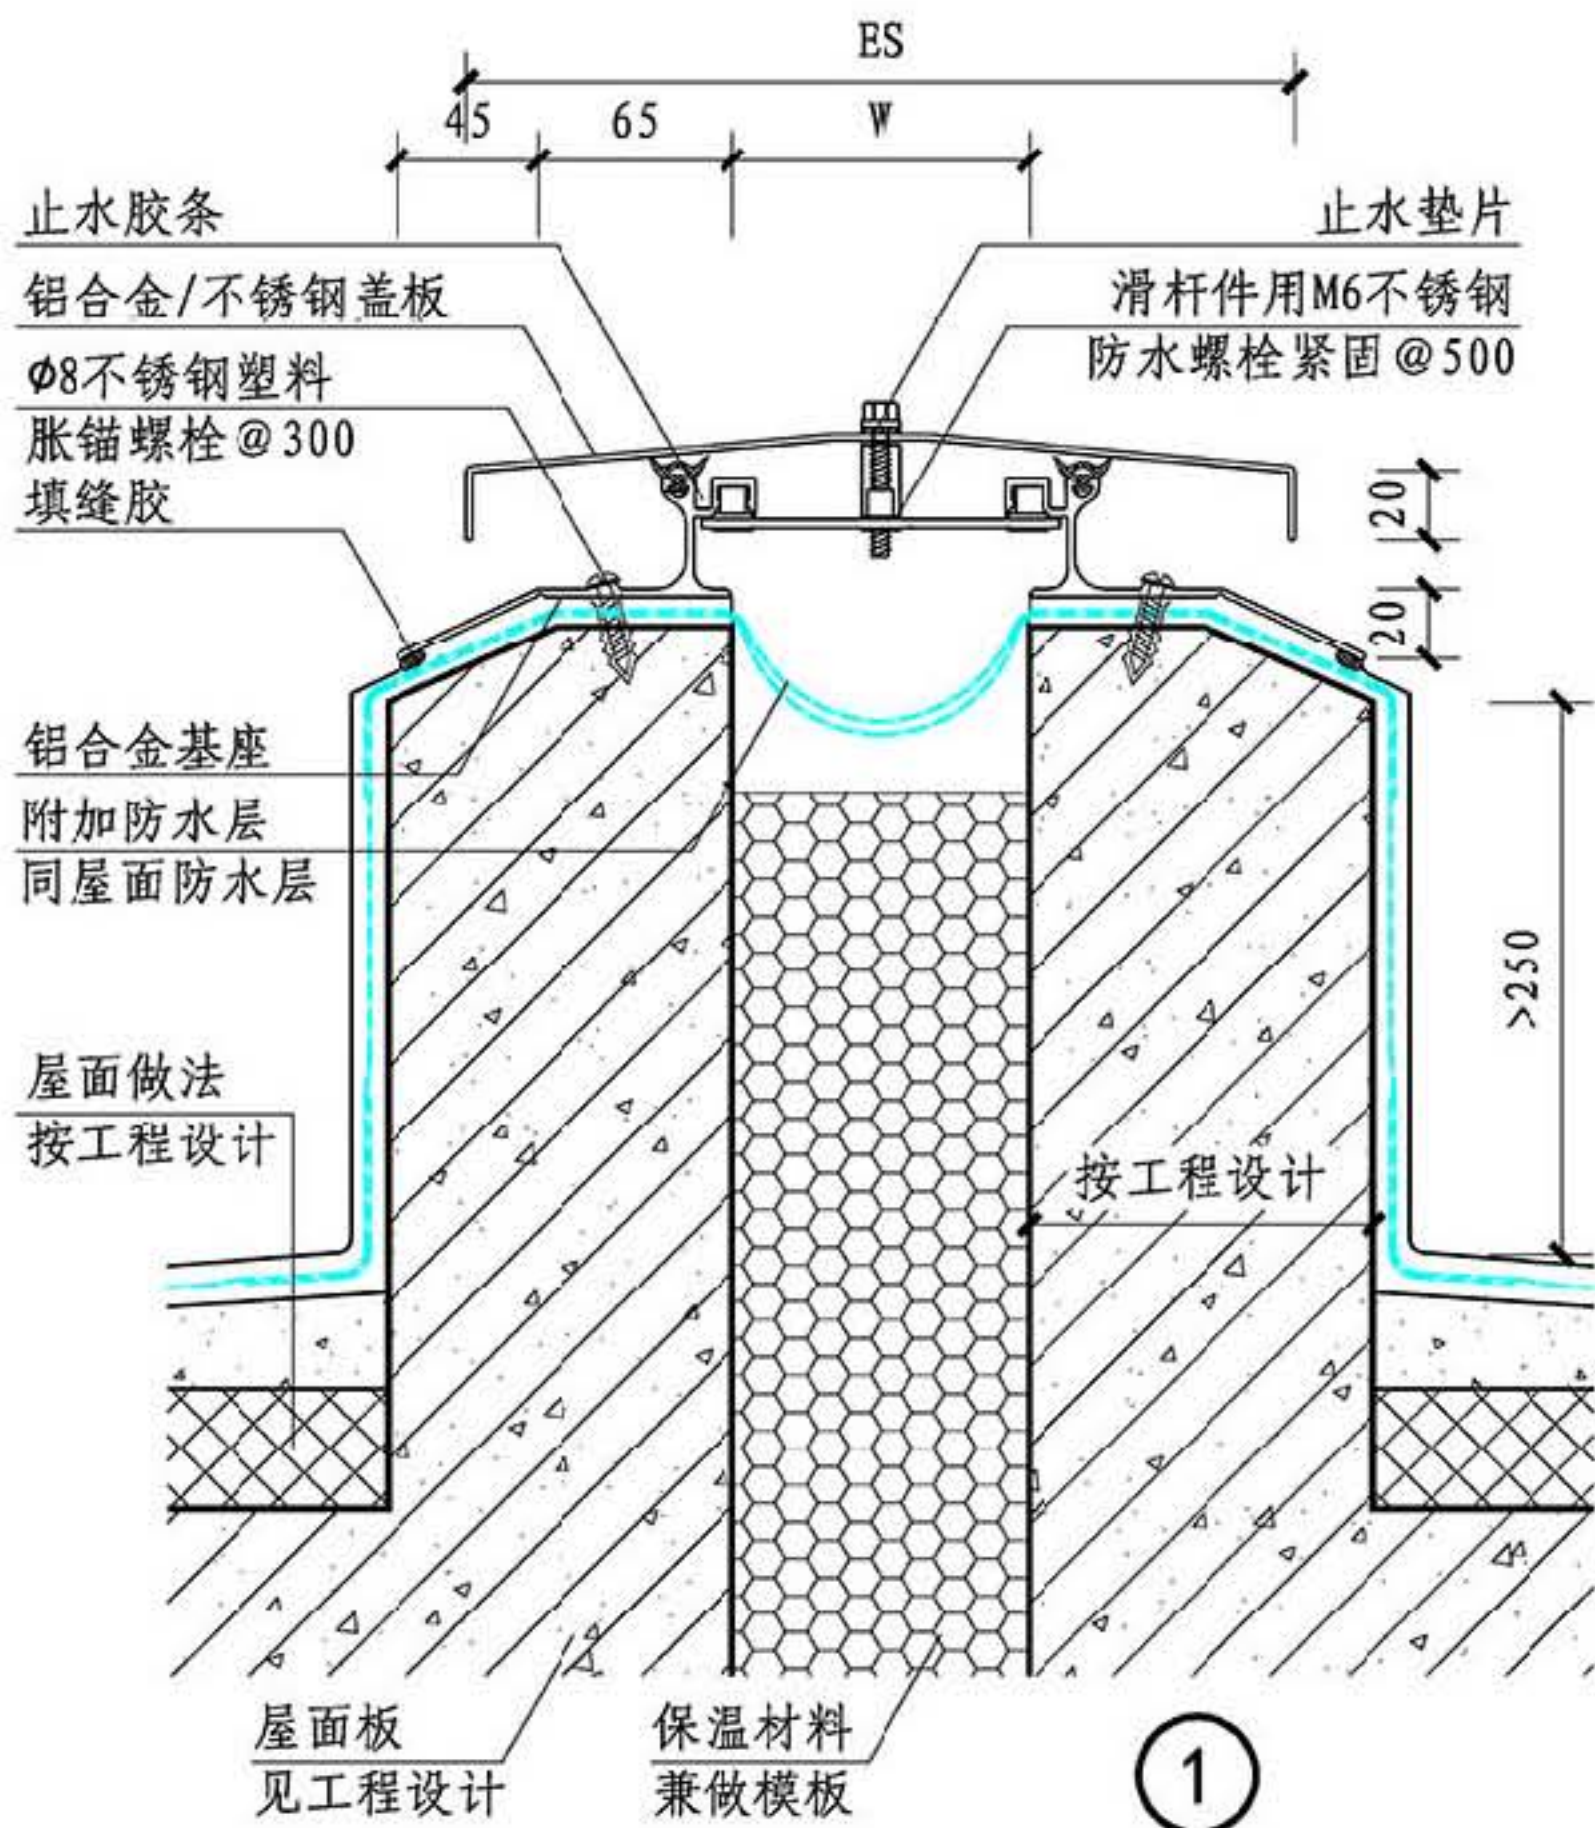 ES
45
65
W
止水胶条
止水垫片
铝合金/不锈钢盖板
滑杆件用M6不锈钢
防水螺栓紧固@500
Φ8不锈钢塑料
胀锚螺栓@300
填缝胶
20
20
铝合金基座
附加防水层
同屋面防水层
>250
屋面做法
按工程设计
按工程设计
屋面板
见工程设计
保温材料
兼做模板
1